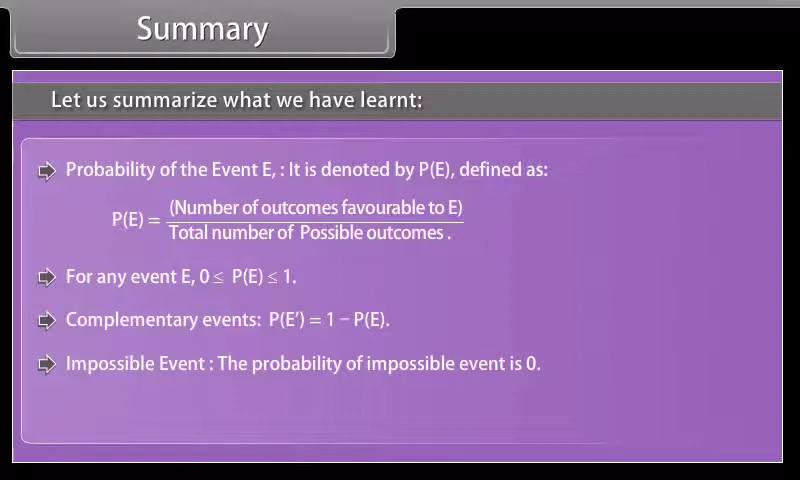 Summary
Let us summarize what we have learnt:
Probability of the Event E, : It is denoted by P(E), defined as:
P(E) = (Number of outcomes favourable to E)
Total number of Possible outcomes .
For any event E, 0 ≤ P(E) ≤ 1.
Complementary events: P(E') = 1 – P(E).
Impossible Event : The probability of impossible event is 0.